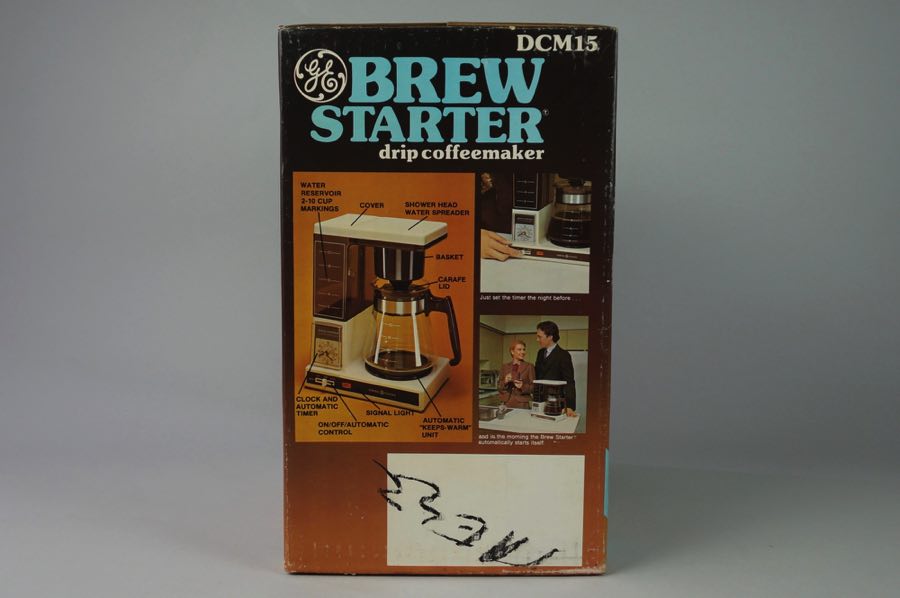 DCM15
GE
BREW
STARTER®
drip coffeemaker
WATER
RESERVOIR
2-10 CUP
MARKINGS
COVER
SHOWER HEAD
WATER SPREADER
BASKET
CARAFE
LID
CLOCK AND
AUTOMATIC
TIMER
ON/OFF/AUTOMATIC
CONTROL
SIGNAL LIGHT
AUTOMATIC
"KEEPS-WARM"
UNIT
Just set the timer the night before . . .
and in the morning the Brew Starter™
automatically starts itself.